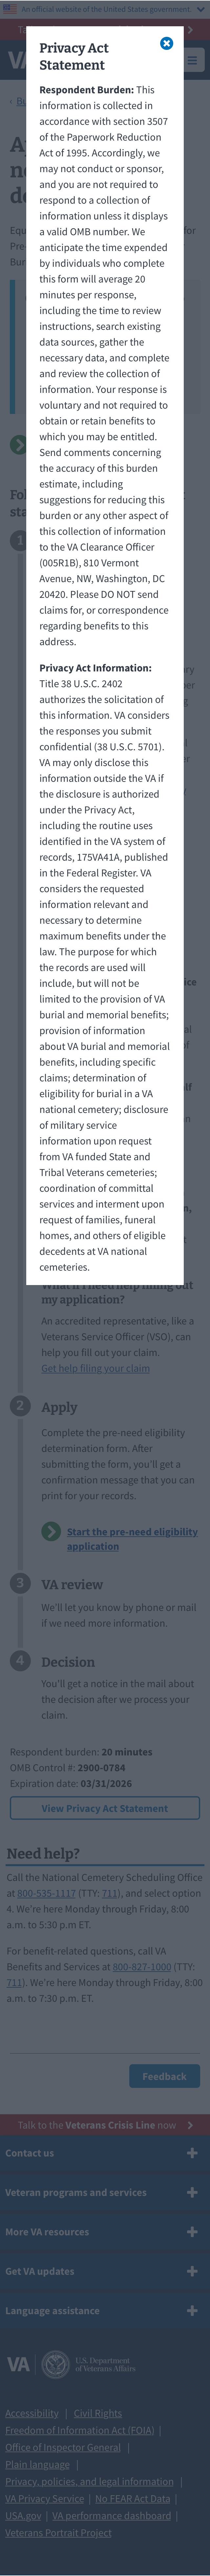 An official website of the United States government.
Privacy Act
Statement
Respondent Burden: This
information is collected in
accordance with section 3507
of the Paperwork Reduction
Act of 1995. Accordingly, we
may not conduct or sponsor,
and you are not required to
respond to a collection of
information unless it displays
a valid OMB number. We
anticipate the time expended
by individuals who complete
this form will average 20
minutes per response,
including the time to review
instructions, search existing
data sources, gather the
necessary data, and complete
and review the collection of
information. Your response is
voluntary and not required to
obtain or retain benefits to
which you may be entitled.
Send comments concerning
the accuracy of this burden
estimate, including
suggestions for reducing this
burden or any other aspect of
this collection of information
to the VA Clearance Officer
(005R1B), 810 Vermont
Avenue, NW, Washington, DC
20420. Please DO NOT send
claims for, or correspondence
regarding benefits to this
address.
Privacy Act Information:
Title 38 U.S.C. 2402
authorizes the solicitation of
this information. VA considers
the responses you submit
confidential (38 U.S.C. 5701).
VA may only disclose this
information outside the VA if
the disclosure is authorized
under the Privacy Act,
including the routine uses
identified in the VA system of
records, 175VA41A, published
in the Federal Register. VA
considers the requested
information relevant and
necessary to determine
maximum benefits under the
law. The purpose for which
the records are used will
include, but will not be
limited to the provision of VA
burial and memorial benefits;
provision of information
about VA burial and memorial
benefits, including specific
claims; determination of
eligibility for burial in a VA
national cemetery; disclosure
of military service
information upon request
from VA funded State and
Tribal Veterans cemeteries;
coordination of committal
services and interment upon
request of families, funeral
homes, and others of eligible
decedents at VA national
cemeteries.
What if I need help filling out
my application?
An accredited representative, like a
Veterans Service Officer (VSO), can
help you fill out your claim.
Get help filing your claim
2 Apply
Complete the pre-need eligibility
determination form. After
submitting the form, you'll get a
confirmation message that you can
print for your records.
Start the pre-need eligibility
application
3 VA review
We'll let you know by phone or mail
if we need more information.
4 Decision
You'll get a notice in the mail about
the decision after we process your
claim.
Respondent burden: 20 minutes
OMB Control #: 2900-0784
Expiration date: 03/31/2026
View Privacy Act Statement
Need help?
Call the National Cemetery Scheduling Office
at 800-535-1117 (TTY: 711), and select option
4. We're here Monday through Friday, 8:00
a.m. to 5:30 p.m ET.
For benefit-related questions, call VA
Benefits and Services at 800-827-1000 (TTY:
711). We're here Monday through Friday, 8:00
a.m. to 7:30 p.m. ET.
Feedback
Talk to the Veterans Crisis Line now
Contact us
Veteran programs and services
More VA resources
Get VA updates
Language assistance
VA U.S. Department
of Veterans Affairs
Accessibility | Civil Rights
Freedom of Information Act (FOIA) |
Office of Inspector General |
Plain language |
Privacy, policies, and legal information |
VA Privacy Service | No FEAR Act Data |
USA.gov | VA performance dashboard |
Veterans Portrait Project